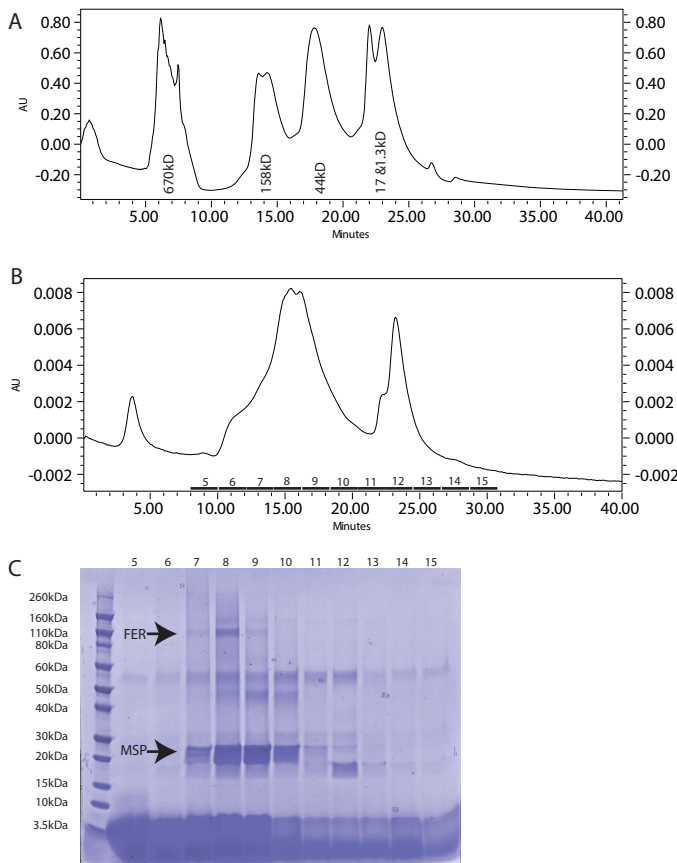 A
0.80 0.80
0.60 0.60
0.40 0.40
AU
0.20 0.20
0.00 0.00
-0.20 -0.20
670kD 158kD 44kD 17 &1.3kD
5.00 10.00 15.00 20.00 25.00 30.00 35.00 40.00
Minutes
B
0.008 0.008
0.006 0.006
0.004 0.004
AU
0.002 0.002
0.000 0.000
-0.002 -0.002
5 6 7 8 9 10 11 12 13 14 15
5.00 10.00 15.00 20.00 25.00 30.00 35.00 40.00
Minutes
C
5 6 7 8 9 10 11 12 13 14 15
260kDa
160kDa
110kDa
FER
80kDa
60kDa
50kDa
40kDa
30kDa
MSP
20kDa
15kDa
10kDa
3.5kDa